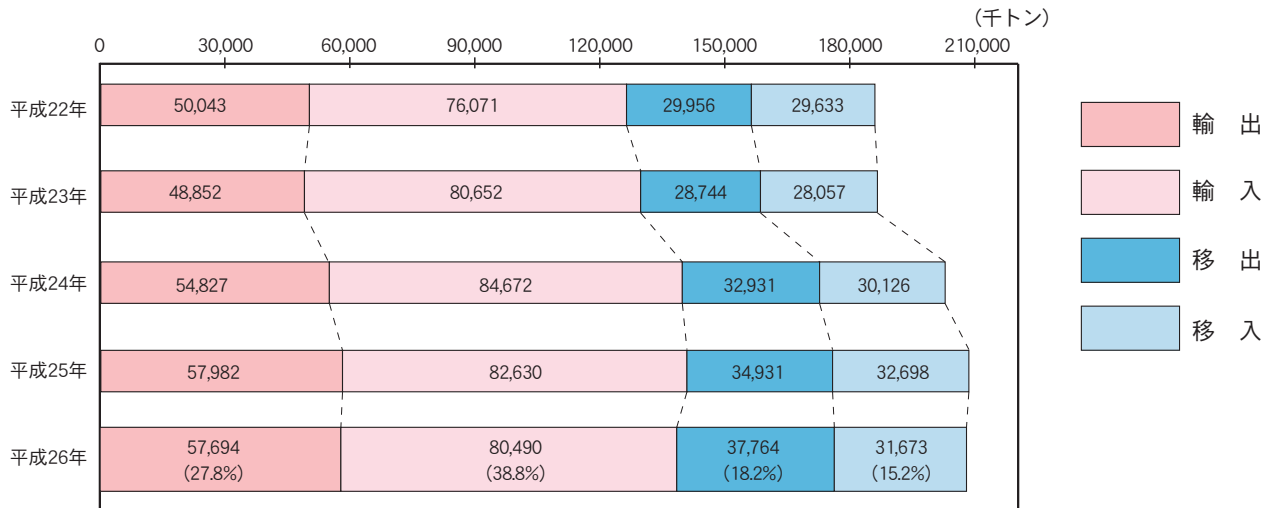 (千トン)
0 30,000 60,000 90,000 120,000 150,000 180,000 210,000
平成22年 50,043 76,071 29,956 29,633
平成23年 48,852 80,652 28,744 28,057
平成24年 54,827 84,672 32,931 30,126
平成25年 57,982 82,630 34,931 32,698
平成26年 57,694 80,490 37,764 31,673
(27.8%) (38.8%) (18.2%) (15.2%)
輸 出
輸 入
移 出
移 入